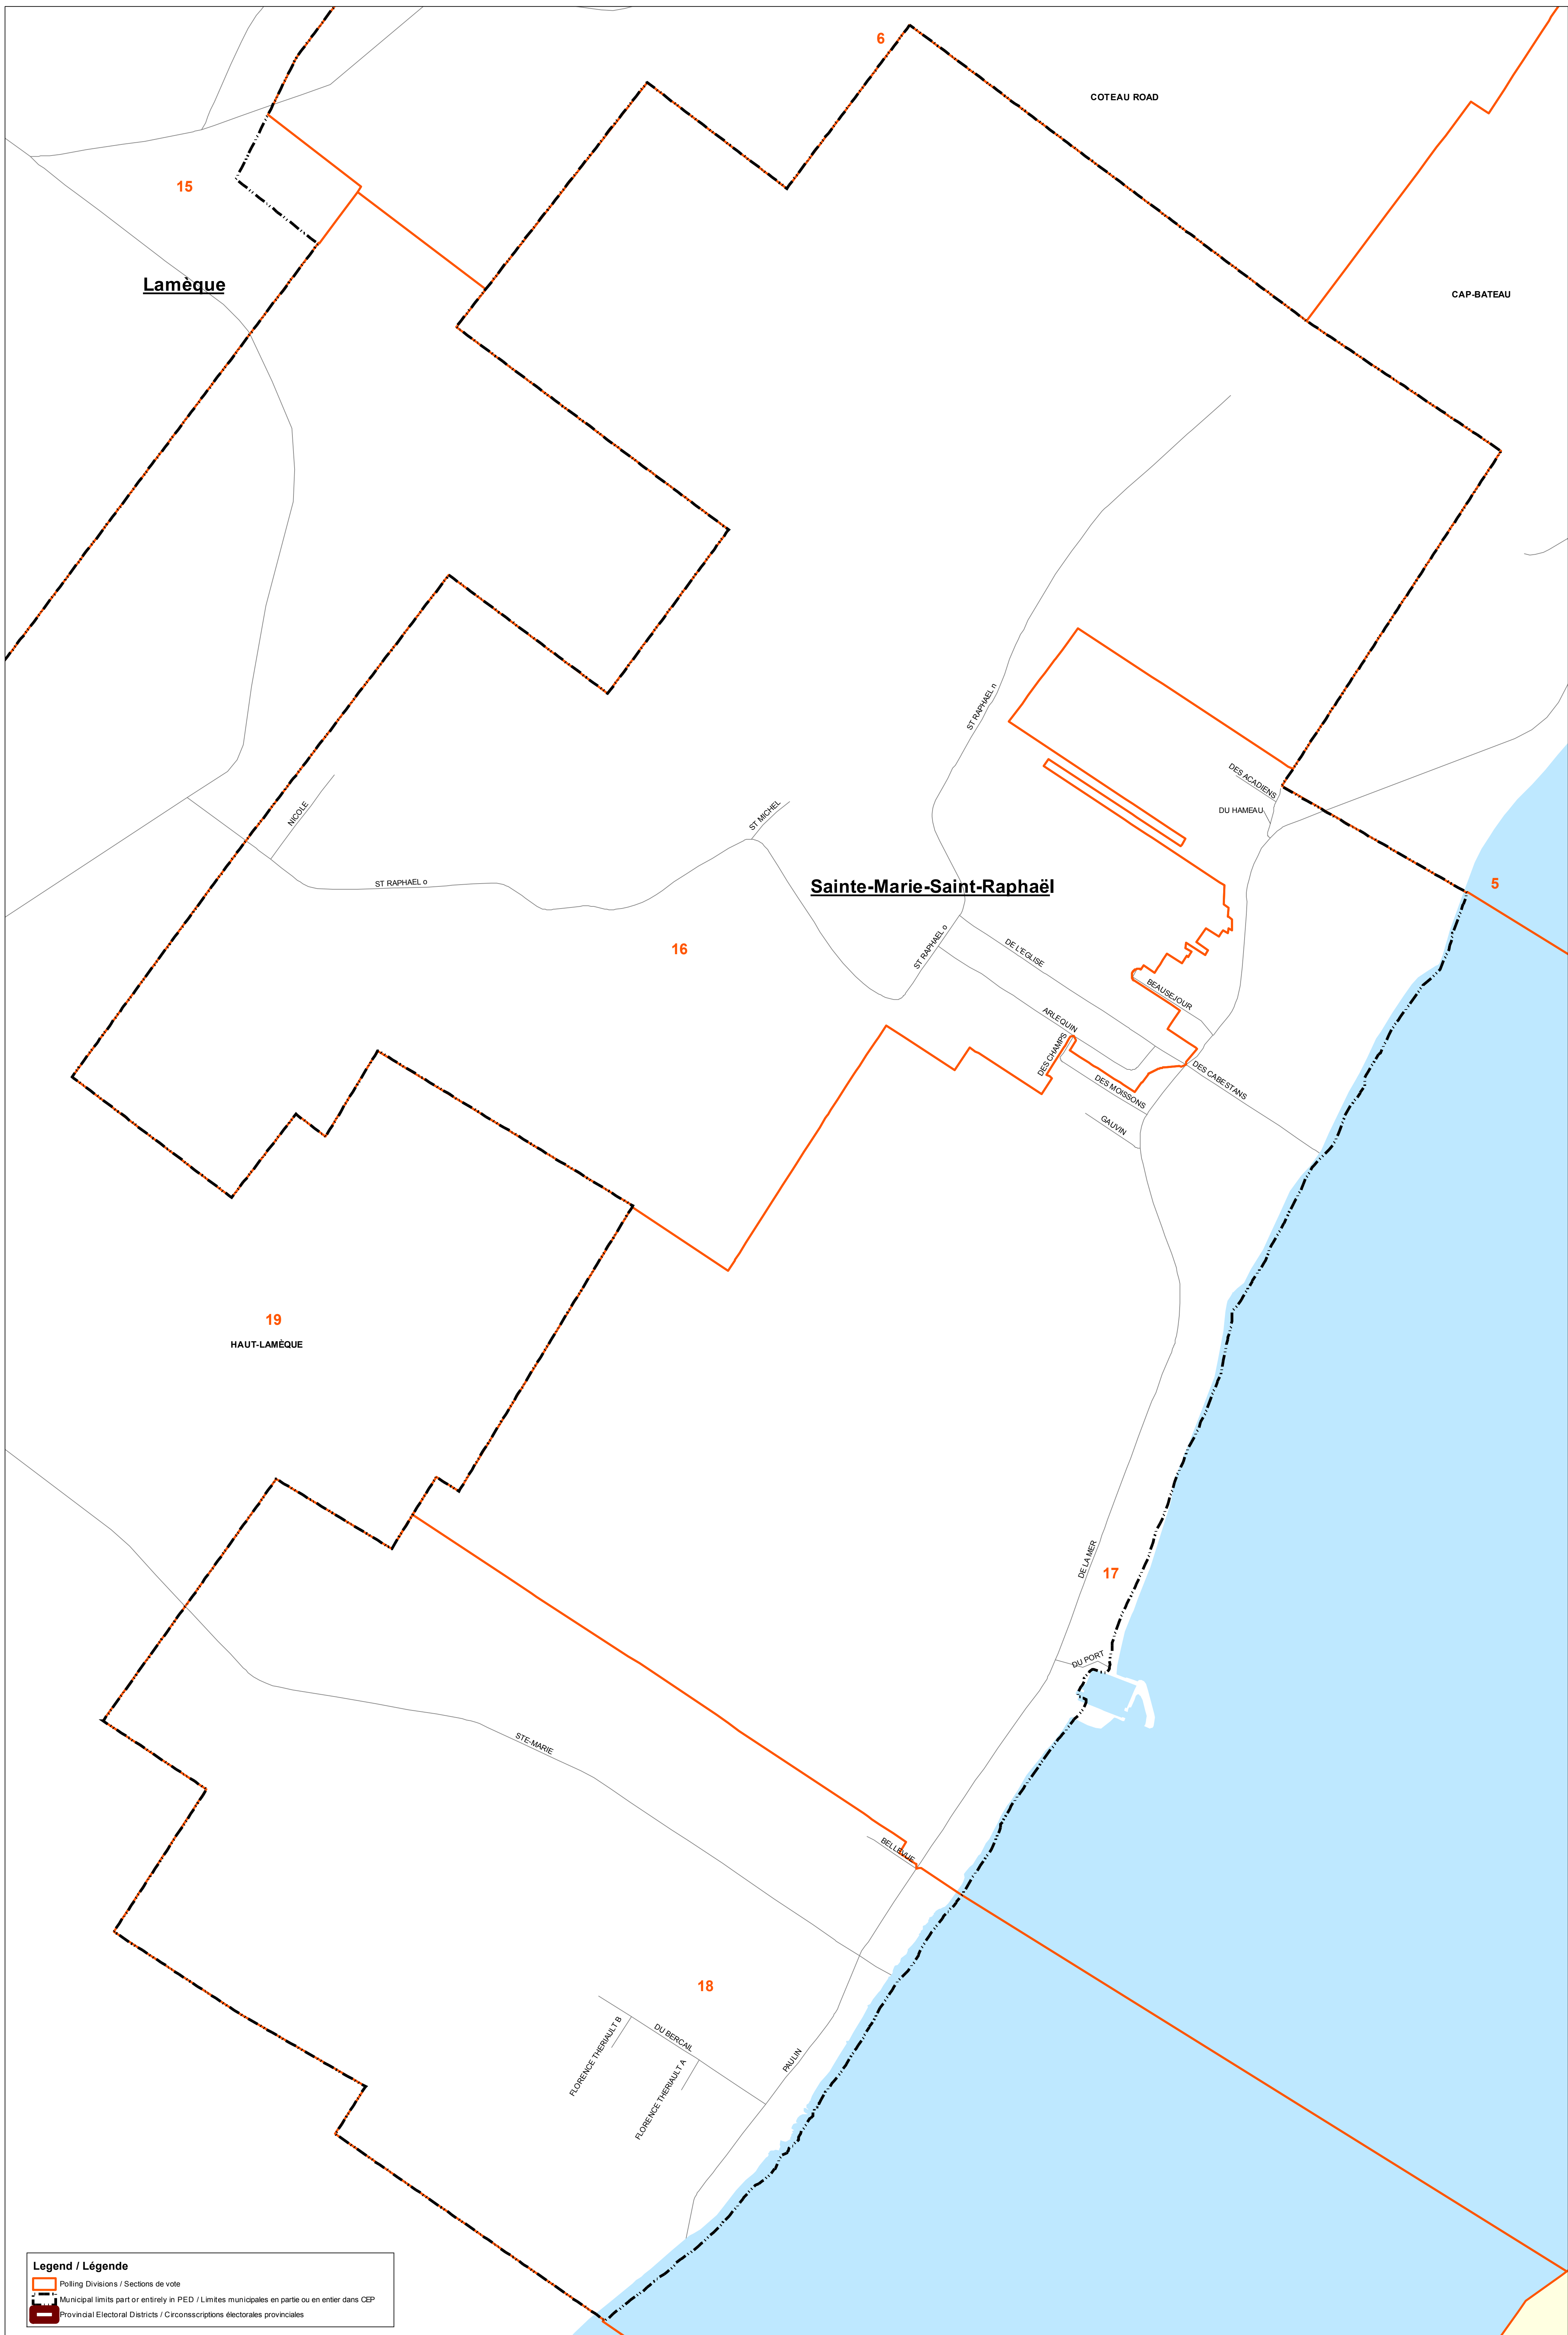 6
COTEAU ROAD
15
Lamèque
CAP-BATEAU
ST RAPHAEL n
DES ACADIENS
DU HAMEAU
NICOLE
ST MICHEL
ST RAPHAEL o
Sainte-Marie-Saint-Raphaël
5
16
ST RAPHAEL o
DE L'EGLISE
BEAUSEJOUR
ARLEQUIN
DES CHAMPS
DES CABESTANS
DES MOISSONS
GAUVIN
19
HAUT-LAMÈQUE
DE LA MER
17
DU PORT
STE-MARIE
BELLEVUE
18
DU BERCAIL
FLORENCE THERIAULT B
PAULIN
FLORENCE THERIAULT A
Legend / Légende
Polling Divisions / Sections de vote
Municipal limits part or entirely in PED / Limites municipales en partie ou en entier dans CEP
Provincial Electoral Districts / Circonsscriptions électorales provinciales